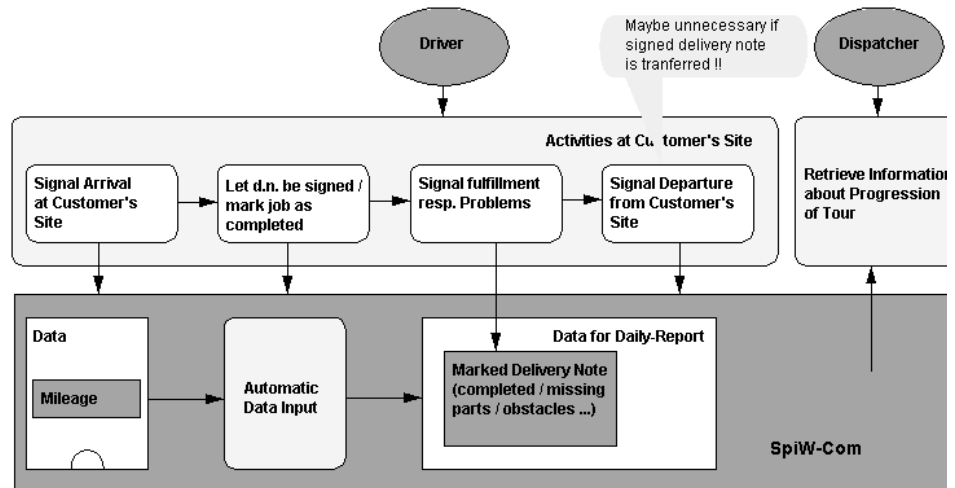 Driver
Maybe unnecessary if
signed delivery note
is tranferred !!
Dispatcher
Activities at Customer's Site
Signal Arrival
at Customer's
Site
Let d.n. be signed /
mark job as
completed
Signal fulfillment
resp. Problems
Signal Departure
from Customer's
Site
Retrieve Information
about Progression
of Tour
Data
Mileage
Automatic
Data Input
Data for Daily-Report
Marked Delivery Note
(completed / missing
parts / obstacles ...)
SpiW-Com